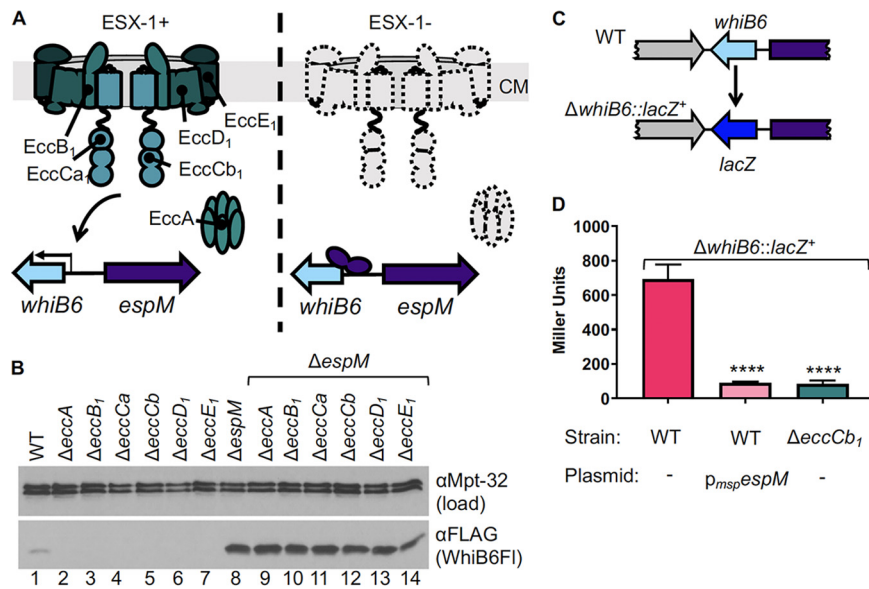 A
ESX-1+
ESX-1-
CM
EccB1
EccCa1
EccE1
EccD1
EccCb1
EccA
whiB6
espM
whiB6
espM
B
ΔespM
WT
ΔeccA
ΔeccB1
ΔeccCa
ΔeccCb
ΔeccD1
ΔeccE1
ΔespM
ΔeccA
ΔeccB1
ΔeccCa
ΔeccCb
ΔeccD1
ΔeccE1
αMpt-32
(load)
αFLAG
(WhiB6Fl)
1 2 3 4 5 6 7 8 9 10 11 12 13 14
C
whiB6
WT
ΔwhiB6::lacZ+
lacZ
D
ΔwhiB6::lacZ+
Miller Units
1000
800
600
400
200
0
**** ****
Strain: WT WT ΔeccCb1
Plasmid: - pmspespM -